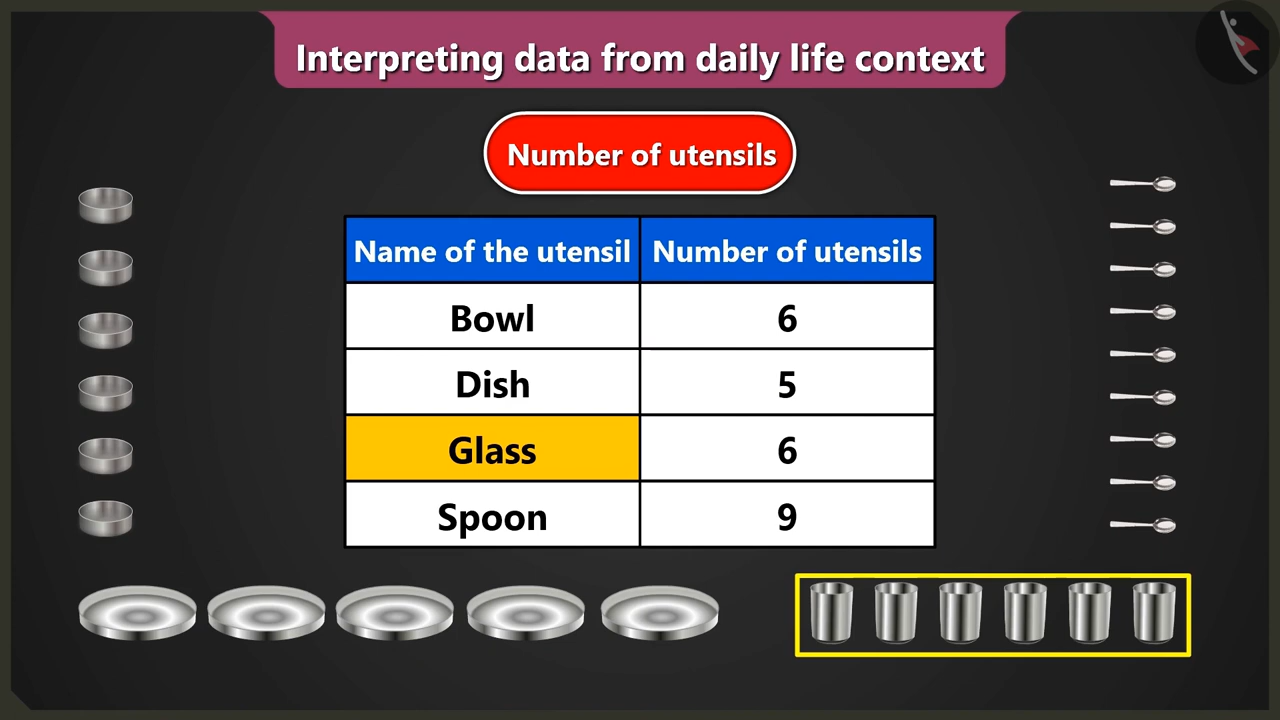 Interpreting data from daily life context
Number of utensils
Name of the utensil Number of utensils
Bowl 6
Dish 5
Glass 6
Spoon 9